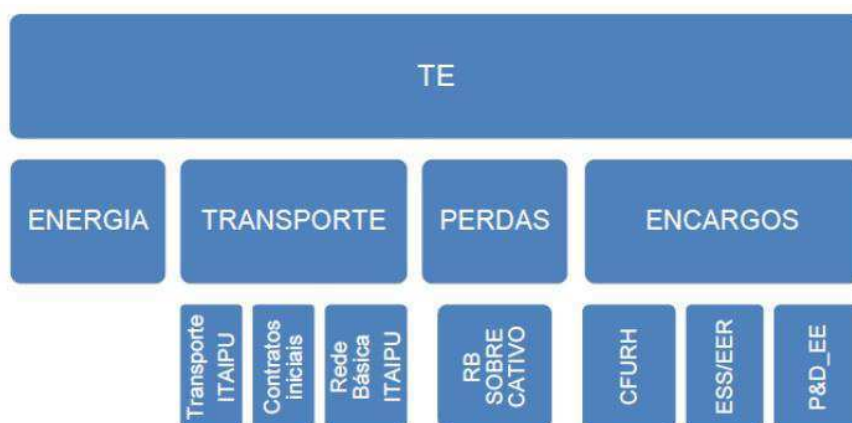 TE
ENERGIA
TRANSPORTE
PERDAS
ENCARGOS
Transporte
ITAIPU
Contratos
iniciais
Rede
Básica
ITAIPU
RB
SOBRE
CATIVO
CFURH
ESS/EER
P&D_EE